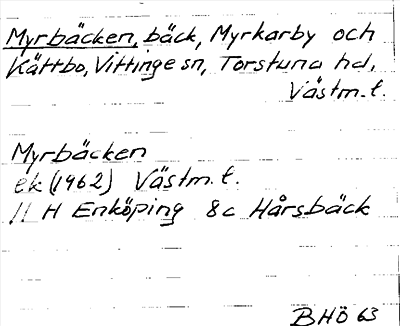 Myrbäcken, bäck, Myrkarby och
Kättbo, Vittinge sn, Torstuna hd,
Västm.l.
Myrbäcken
ek (1962) Västm.l.
11 H Enköping 8c Hårsbäck
BHÖ 63